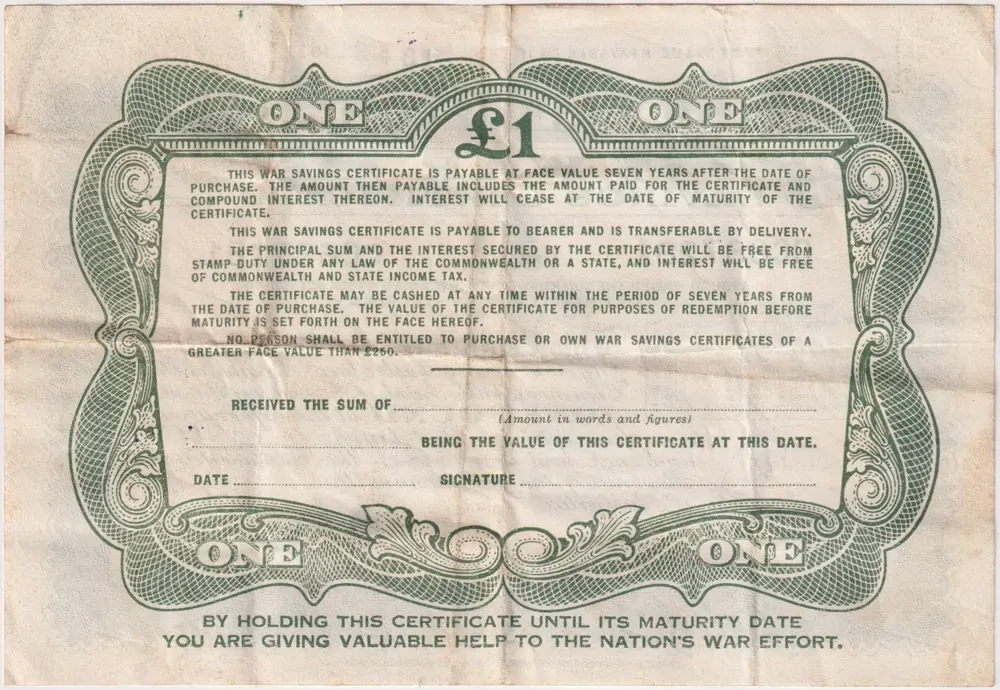 ONE ONE
£1
THIS WAR SAVINGS CERTIFICATE IS PAYABLE AT FACE VALUE SEVEN YEARS AFTER THE DATE OF
PURCHASE. THE AMOUNT THEN PAYABLE INCLUDES THE AMOUNT PAID FOR THE CERTIFICATE AND
COMPOUND INTEREST THEREON. INTEREST WILL CEASE AT THE DATE OF MATURITY OF THE
CERTIFICATE.
THIS WAR SAVINGS CERTIFICATE IS PAYABLE TO BEARER AND IS TRANSFERABLE BY DELIVERY.
THE PRINCIPAL SUM AND THE INTEREST SECURED BY THE CERTIFICATE WILL BE FREE FROM
STAMP DUTY UNDER ANY LAW OF THE COMMONWEALTH OR A STATE, AND INTEREST WILL BE FREE
OF COMMONWEALTH AND STATE INCOME TAX.
THE CERTIFICATE MAY BE CASHED AT ANY TIME WITHIN THE PERIOD OF SEVEN YEARS FROM
THE DATE OF PURCHASE. THE VALUE OF THE CERTIFICATE FOR PURPOSES OF REDEMPTION BEFORE
MATURITY IS SET FORTH ON THE FACE HEREOF.
NO PERSON SHALL BE ENTITLED TO PURCHASE OR OWN WAR SAVINGS CERTIFICATES OF A
GREATER FACE VALUE THAN £250.
RECEIVED THE SUM OF
(Amount in words and figures)
BEING THE VALUE OF THIS CERTIFICATE AT THIS DATE.
DATE SIGNATURE
ONE ONE
BY HOLDING THIS CERTIFICATE UNTIL ITS MATURITY DATE
YOU ARE GIVING VALUABLE HELP TO THE NATION'S WAR EFFORT.